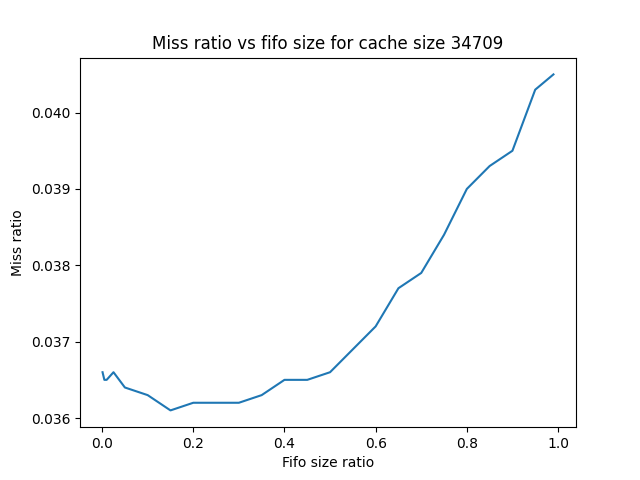 Miss ratio vs fifo size for cache size 34709
0.040
0.039
0.038
0.037
0.036
Miss ratio
0.0 0.2 0.4 0.6 0.8 1.0
Fifo size ratio